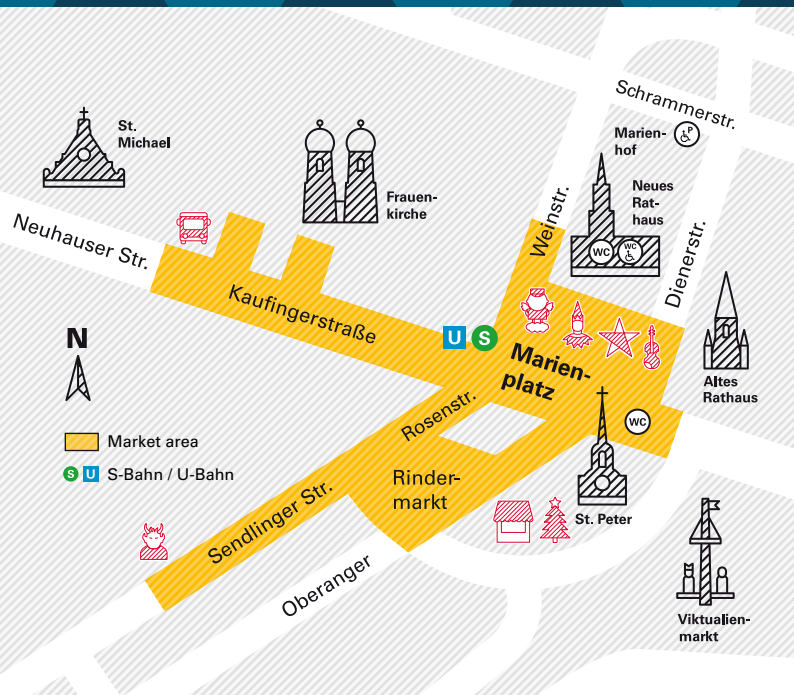 Schrammerstr.
P
St.
Michael
Marien-
hof
Frauen-
kirche
Neues
Rat-
haus
WC
WC
Weinstr.
Dienerstr.
Neuhauser Str.
Kaufingerstraße
U S
Marien-
platz
N
Altes
Rathaus
Rosenstr.
WC
Market area
S U S-Bahn / U-Bahn
Rinder-
markt
St. Peter
Sendlinger Str.
Oberanger
Viktualien-
markt